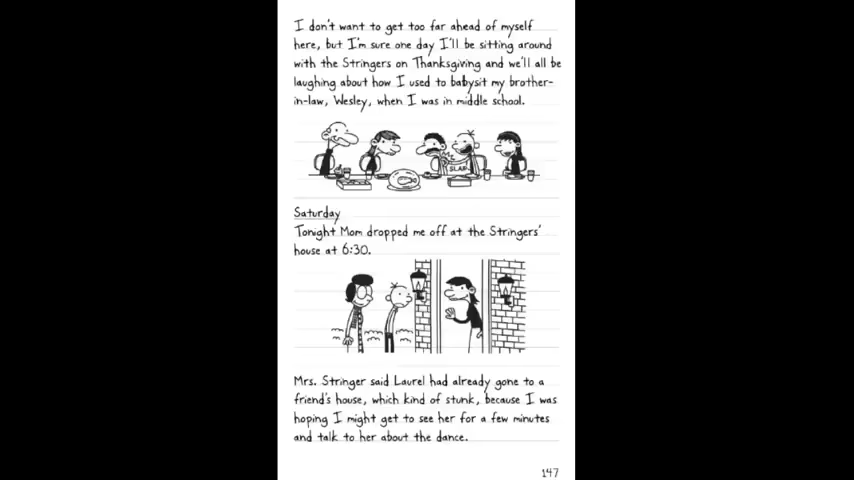 I don't want to get too far ahead of myself
here, but I'm sure one day I'll be sitting around
with the Stringers on Thanksgiving and we'll all be
laughing about how I used to babysit my brother-
in-law, Wesley, when I was in middle school.
SLAP
Saturday
Tonight Mom dropped me off at the Stringers'
house at 6:30.
Mrs. Stringer said Laurel had already gone to a
friend's house, which kind of stunk, because I was
hoping I might get to see her for a few minutes
and talk to her about the dance.
147